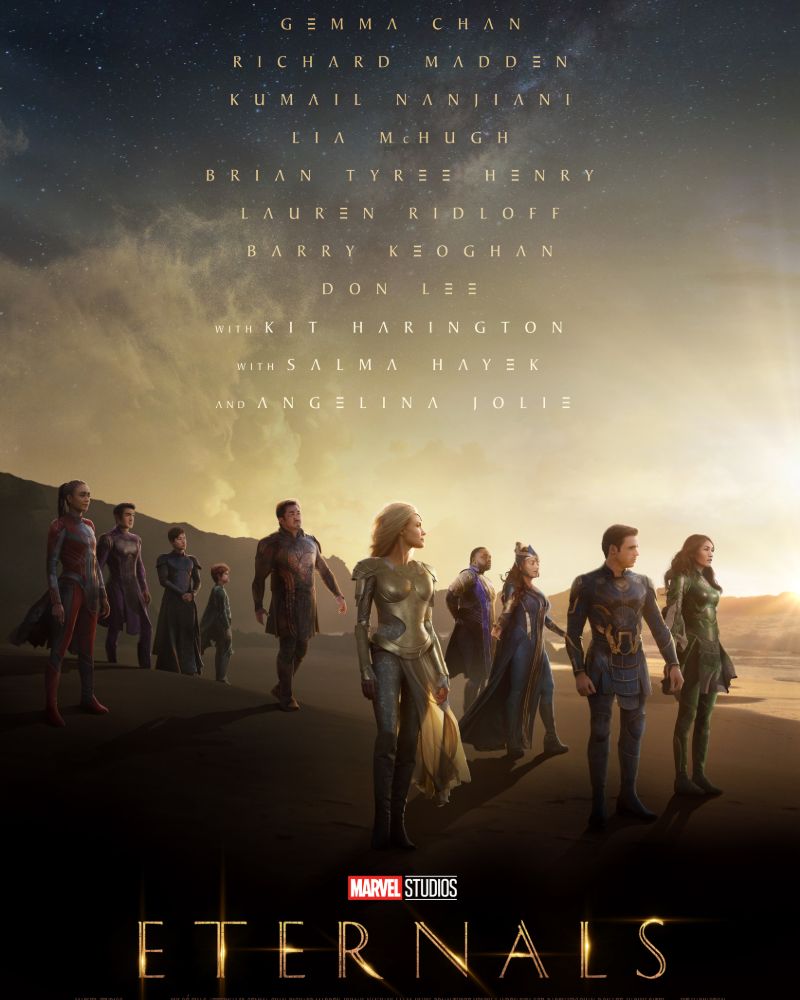 GEMMA CHAN
RICHARD MADDEN
KUMAIL NANJIANI
LIA McHUGH
BRIAN TYREE HENRY
LAUREN RIDLOFF
BARRY KEOGHAN
DON LEE
WITH KIT HARINGTON
WITH SALMA HAYEK
AND ANGELINA JOLIE
MARVEL STUDIOS
ETERNALS